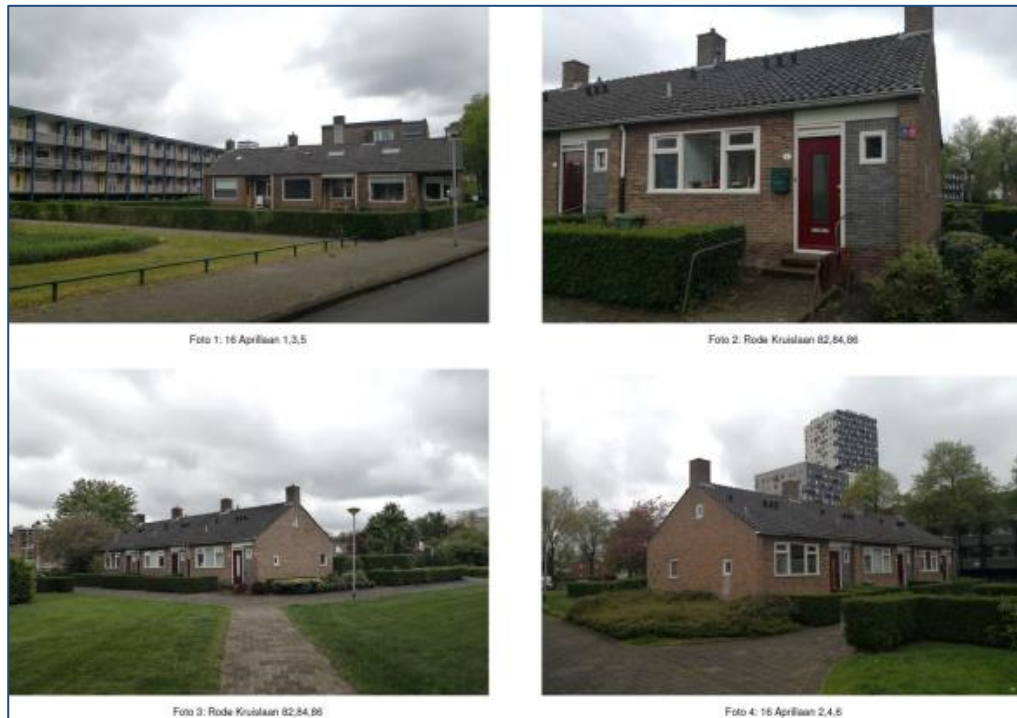 Foto 1: 16 Aprillaan 1,3,5
Foto 2: Rode Kruislaan 82,84,86
Foto 3: Rode Kruislaan 82,84,86
Foto 4: 16 Aprillaan 2,4,6